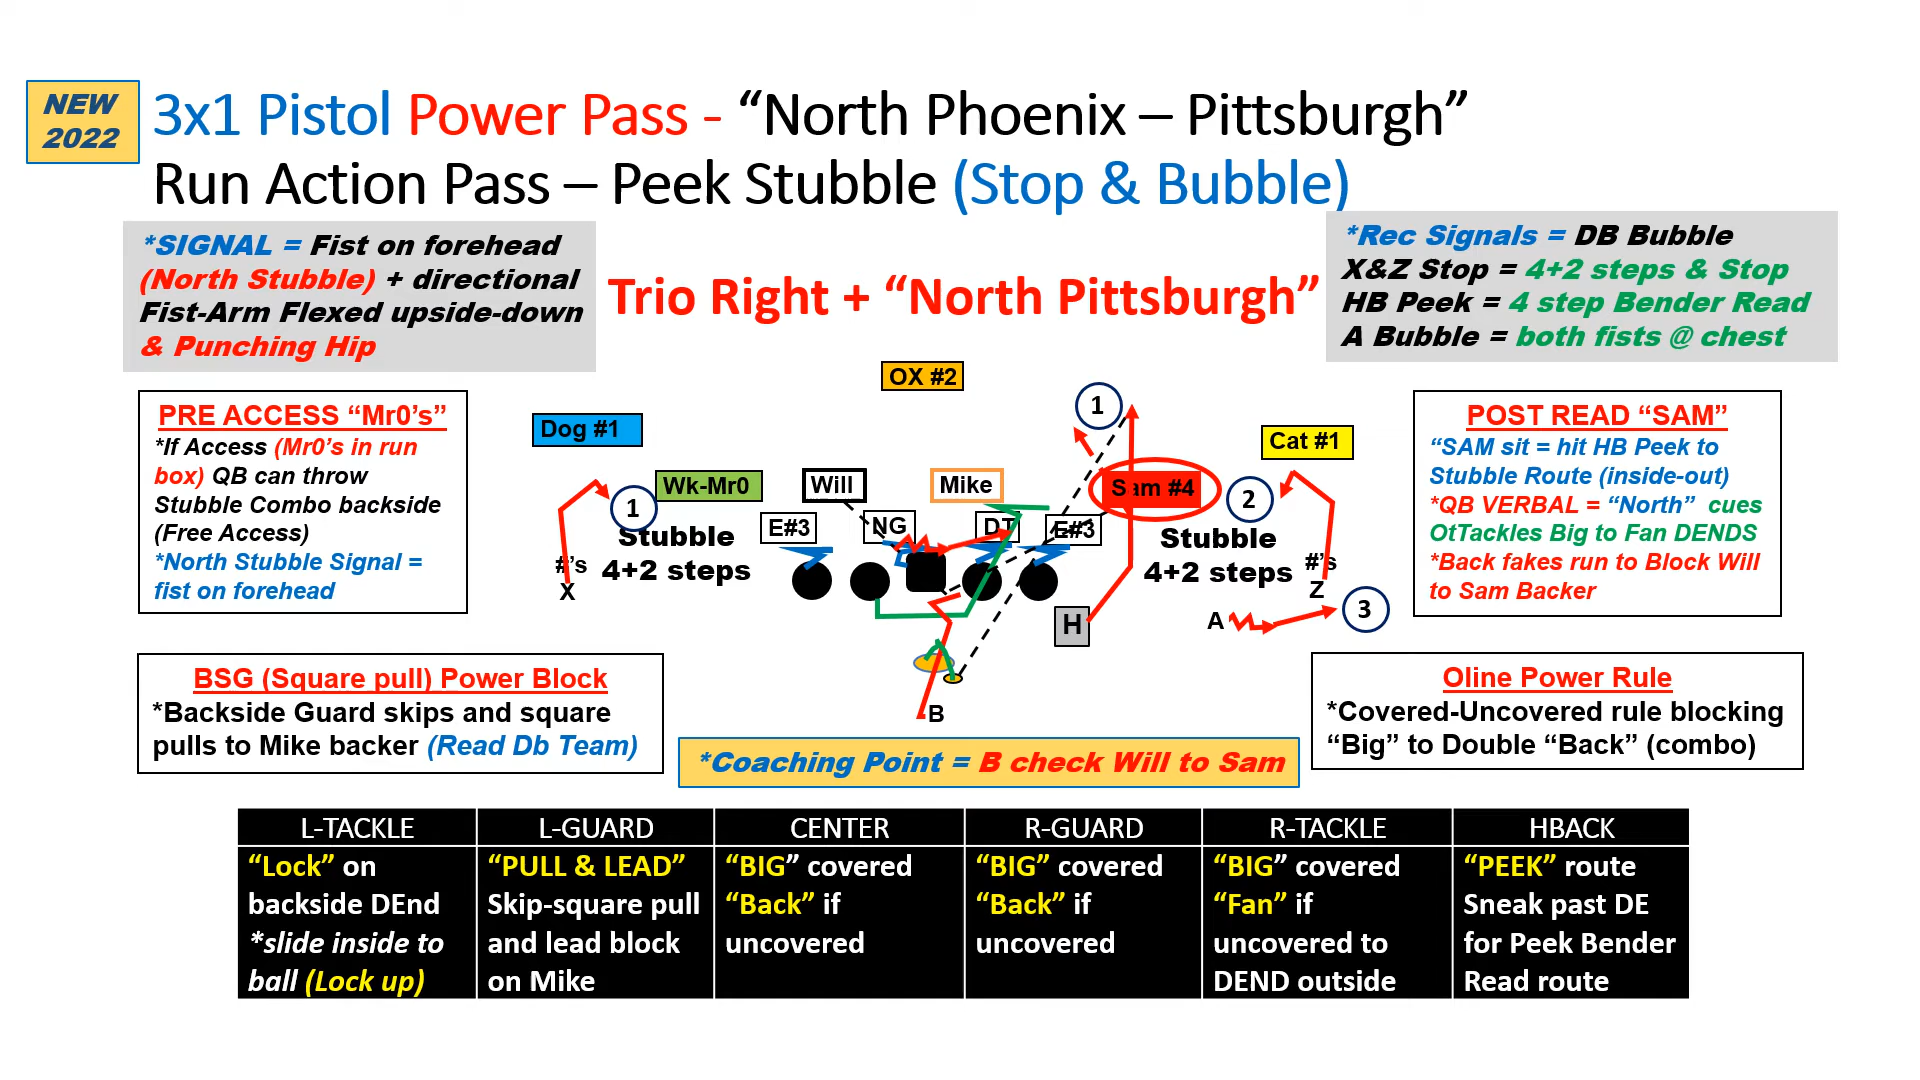 NEW
2022
3x1 Pistol Power Pass - “North Phoenix – Pittsburgh”
Run Action Pass – Peek Stubble (Stop & Bubble)
*SIGNAL = Fist on forehead
(North Stubble) + directional
Fist-Arm Flexed upside-down
& Punching Hip
Trio Right + “North Pittsburgh”
*Rec Signals = DB Bubble
X&Z Stop = 4+2 steps & Stop
HB Peek = 4 step Bender Read
A Bubble = both fists @ chest
PRE ACCESS “Mr0’s”
*If Access (Mr0’s in run
box) QB can throw
Stubble Combo backside
(Free Access)
*North Stubble Signal =
fist on forehead
OX #2
1
Dog #1
Cat #1
Wk-Mr0
Will
Mike
Sam #4
1
2
E#3
NG
DT
E#3
Stubble
4+2 steps
#’s
X
Stubble
4+2 steps
#’s
Z
H
A
3
B
POST READ “SAM”
“SAM sit = hit HB Peek to
Stubble Route (inside-out)
*QB VERBAL = “North” cues
OtTackles Big to Fan DENDS
*Back fakes run to Block Will
to Sam Backer
BSG (Square pull) Power Block
*Backside Guard skips and square
pulls to Mike backer (Read Db Team)
*Coaching Point = B check Will to Sam
Oline Power Rule
*Covered-Uncovered rule blocking
“Big” to Double “Back” (combo)
L-TACKLE
“Lock” on
backside DEnd
*slide inside to
ball (Lock up)
L-GUARD
“PULL & LEAD”
Skip-square pull
and lead block
on Mike
CENTER
“BIG” covered
“Back” if
uncovered
R-GUARD
“BIG” covered
“Back” if
uncovered
R-TACKLE
“BIG” covered
“Fan” if
uncovered to
DEND outside
HBACK
“PEEK” route
Sneak past DE
for Peek Bender
Read route